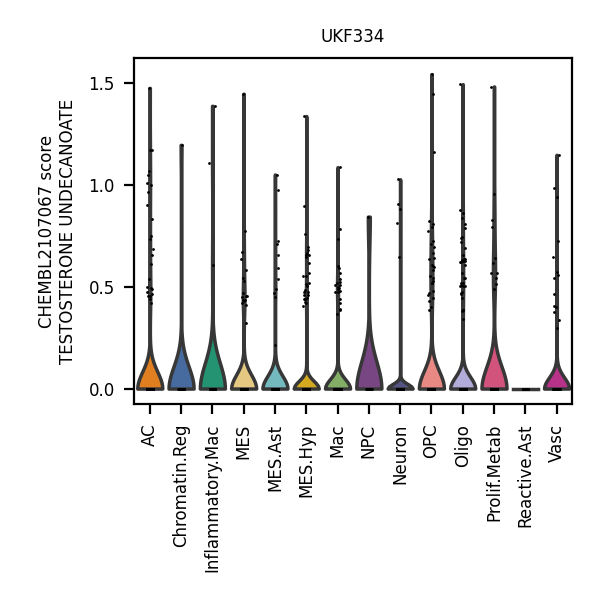 UKF334
CHEMBL2107067 score
TESTOSTERONE UNDECANOATE
1.5
1.0
0.5
0.0
AC
Chromatin.Reg
Inflammatory.Mac
MES
MES.Ast
MES.Hyp
Mac
NPC
Neuron
OPC
Oligo
Prolif.Metab
Reactive.Ast
Vasc